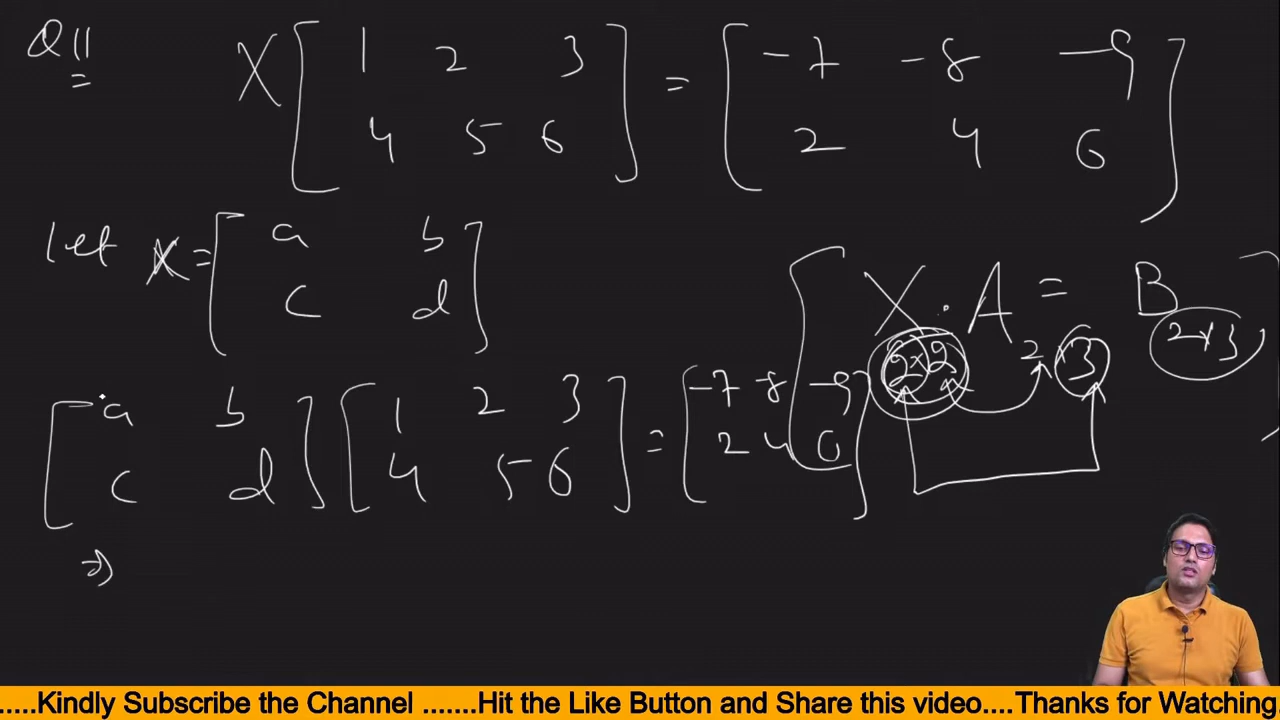 Q11 X [ 1 2 3 ] = [ -7 -8 -9 ]
4 5 6 2 4 6
let X = [ a b ]
c d
X . A = B
2×2 2×3 2×3
[ a b ] [ 1 2 3 ] = [ -7 -8 -9 ]
c d 4 5 6 2 4 6
⇒
.....Kindly Subscribe the Channel .......Hit the Like Button and Share this video....Thanks for Watching.